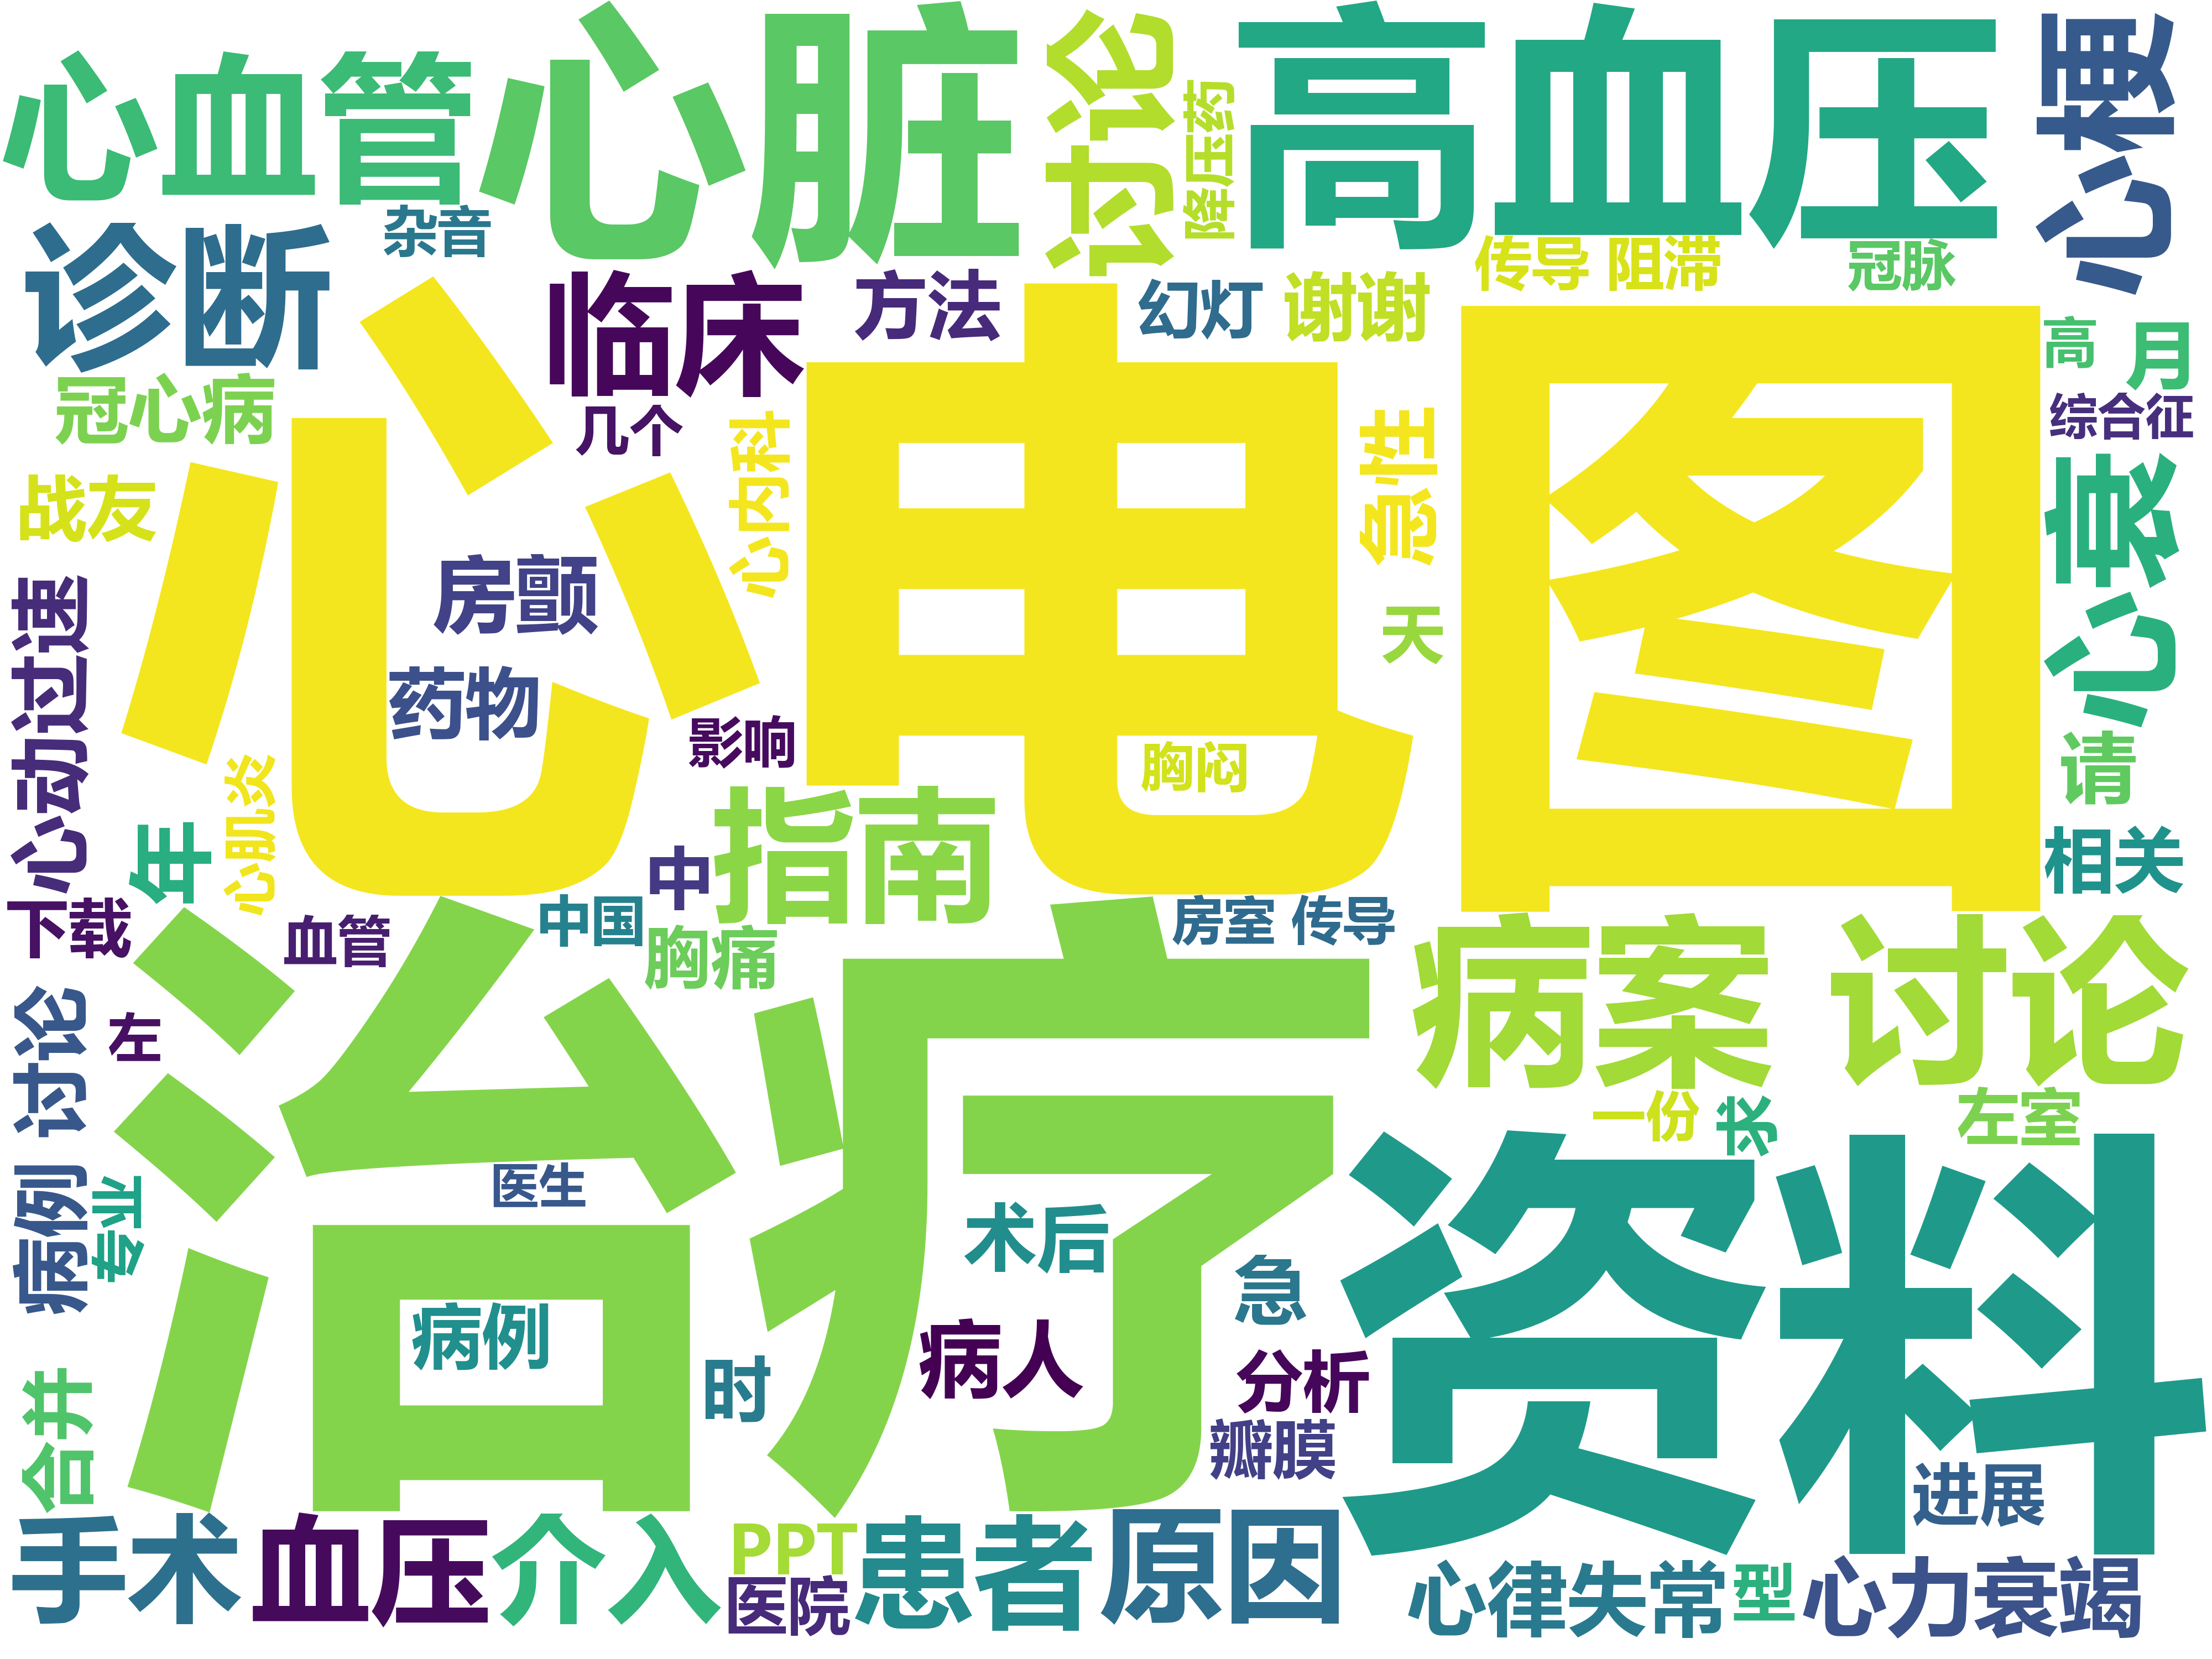 心血管
心脏
讨论
降压药
高血压
心梗
杂音
诊断
传导 阻滞
冠脉
临床
方法
幻灯
谢谢
高
月
冠心病
几个
综合征
心电图
心内科
急性
战友
心衰
房颤
天
心动过速
药物
影响
胸闷
请
心肌炎
指南
年
中
相关
下载
血管
中国
胸痛
房室 传导
病案 讨论
治疗
病例 讨论
左
一份
长
左室
资料
医生
专业
术后
急
病例
病人
时
分析
合并
瓣膜
进展
手术
血压
介入
PPT
医院
患者
原因
心律失常
型
心力衰竭